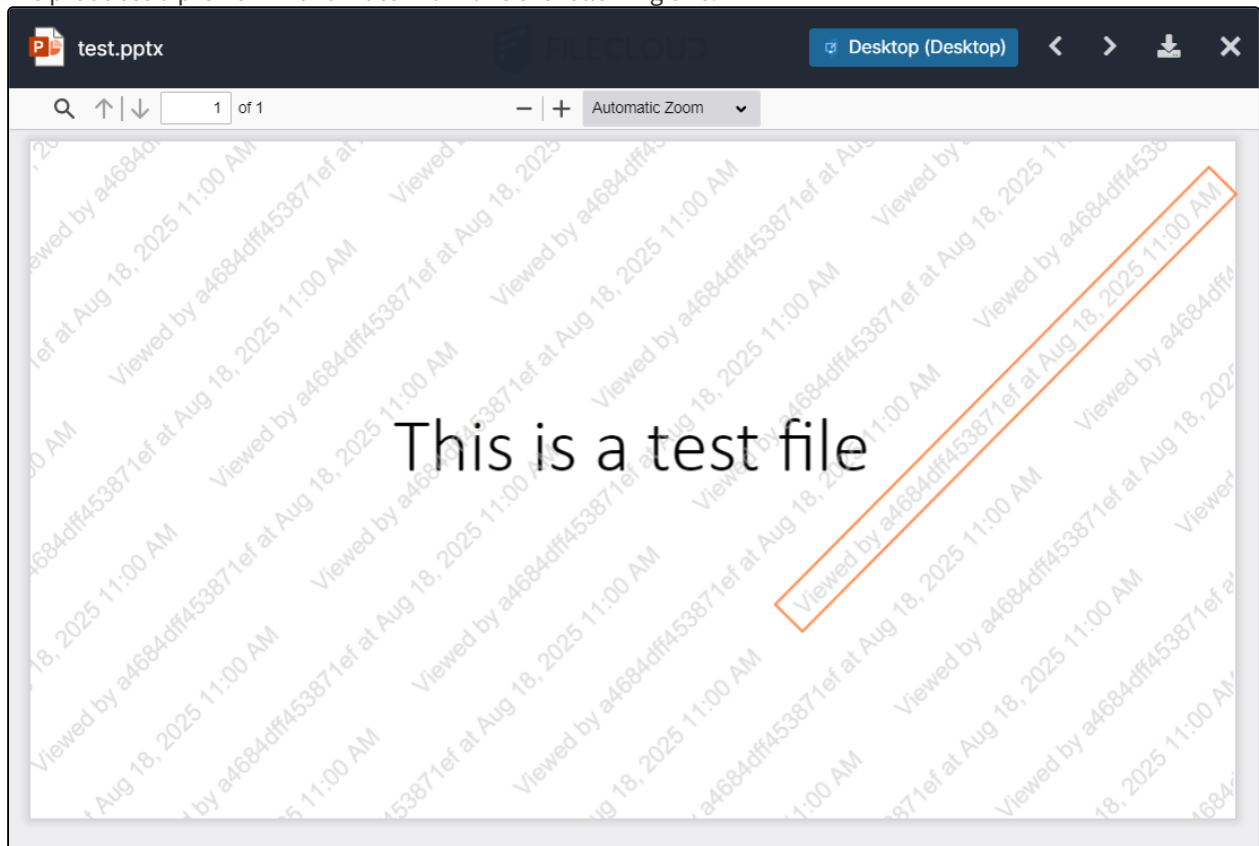 test.pptx
FILECLOUD
Desktop (Desktop)
1 of 1
Automatic Zoom
This is a test file
Viewed by a4684dff453871ef at Aug 18, 2025 11:00 AM